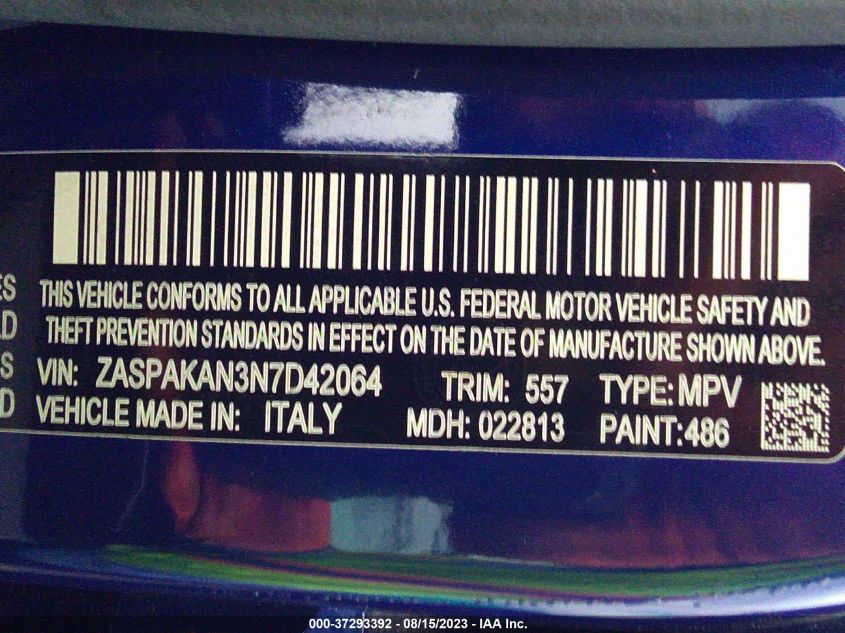 THIS VEHICLE CONFORMS TO ALL APPLICABLE U.S. FEDERAL MOTOR VEHICLE SAFETY AND
THEFT PREVENTION STANDARDS IN EFFECT ON THE DATE OF MANUFACTURE SHOWN ABOVE.
VIN: ZASPAKAN3N7D42064 TRIM: 557 TYPE: MPV
VEHICLE MADE IN: ITALY MDH: 022813 PAINT:486
000-37293392 - 08/15/2023 - IAA Inc.